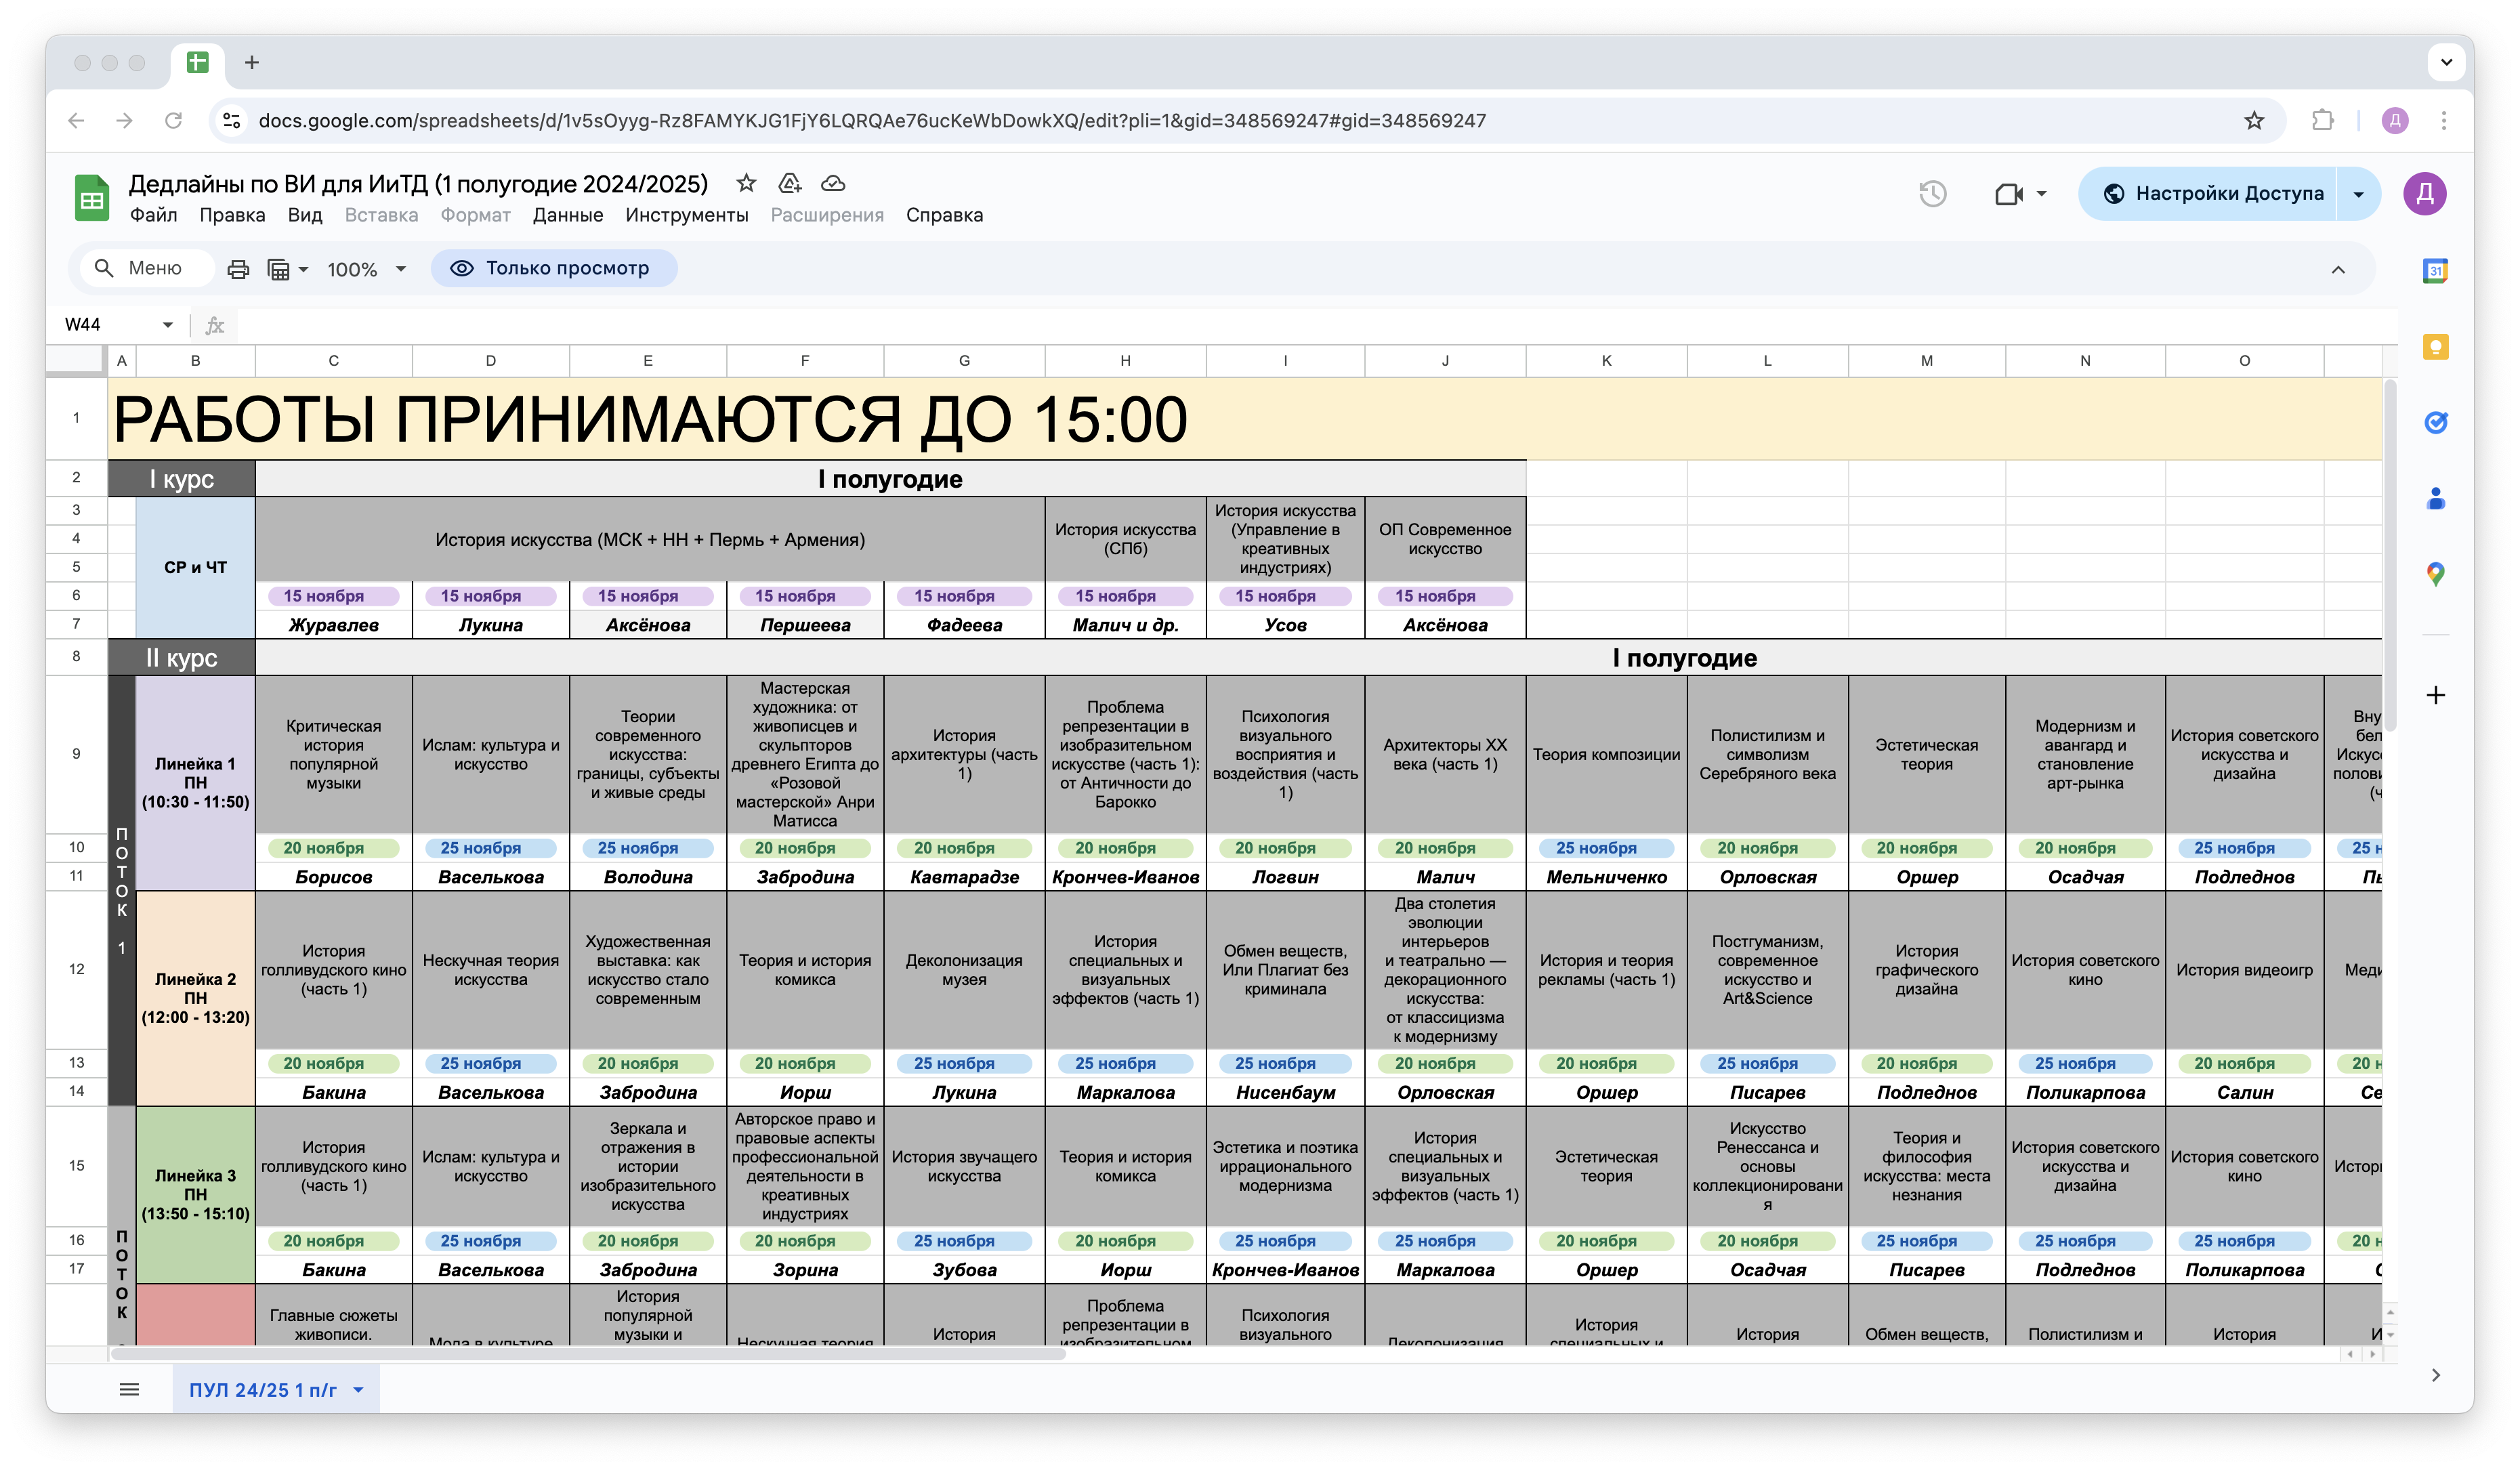 docs.google.com/spreadsheets/d/1v5sOyyg-Rz8FAMYKJG1FjY6LQRQAe76ucKeWbDowkXQ/edit?pli=1&gid=348569247#gid=348569247
Д
Дедлайны по ВИ для ИиТД (1 полугодие 2024/2025)
Файл Правка Вид Вставка Формат Данные Инструменты Расширения Справка
Настройки Доступа
Д
Меню
100%
Только просмотр
31
W44
fx
A B C D E F G H I J K L M N O
1
РАБОТЫ ПРИНИМАЮТСЯ ДО 15:00
2
I курс
I полугодие
3
4
5
6
7
СР и ЧТ
История искусства (МСК + НН + Пермь + Армения)
История искусства
(СПб)
История искусства
(Управление в
креативных
индустриях)
ОП Современное
искусство
15 ноября 15 ноября 15 ноября 15 ноября 15 ноября 15 ноября 15 ноября 15 ноября
Журавлев Лукина Аксёнова Першеева Фадеева Малич и др. Усов Аксёнова
8
II курс
I полугодие
ПОТОК 1
9
Линейка 1
ПН
(10:30 - 11:50)
Критическая
история
популярной
музыки
Ислам: культура и
искусство
Теории
современного
искусства:
границы, субъекты
и живые среды
Мастерская
художника: от
живописцев и
скульпторов
древнего Египта до
«Розовой
мастерской» Анри
Матисса
История
архитектуры (часть
1)
Проблема
репрезентации в
изобразительном
искусстве (часть 1):
от Античности до
Барокко
Психология
визуального
восприятия и
воздействия (часть
1)
Архитекторы XX
века (часть 1)
Теория композиции
Полистилизм и
символизм
Серебряного века
Эстетическая
теория
Модернизм и
авангард и
становление
арт-рынка
История советского
искусства и
дизайна
10
20 ноября 25 ноября 25 ноября 20 ноября 20 ноября 20 ноября 20 ноября 20 ноября 25 ноября 20 ноября 20 ноября 20 ноября 25 ноября 25
11
Борисов Васелькова Володина Забродина Кавтарадзе Крончев-Иванов Логвин Малич Мельниченко Орловская Оршер Осадчая Подледнов
12
Линейка 2
ПН
(12:00 - 13:20)
История
голливудского кино
(часть 1)
Нескучная теория
искусства
Художественная
выставка: как
искусство стало
современным
Теория и история
комикса
Деколонизация
музея
История
специальных и
визуальных
эффектов (часть 1)
Обмен веществ,
Или Плагиат без
криминала
Два столетия
эволюции
интерьеров
и театрально —
декорационного
искусства:
от классицизма
к модернизму
История и теория
рекламы (часть 1)
Постгуманизм,
современное
искусство и
Art&Science
История
графического
дизайна
История советского
кино
История видеоигр
13
20 ноября 25 ноября 20 ноября 20 ноября 25 ноября 25 ноября 25 ноября 20 ноября 20 ноября 25 ноября 20 ноября 25 ноября 20 ноября 20
14
Бакина Васелькова Забродина Иорш Лукина Маркалова Нисенбаум Орловская Оршер Писарев Подледнов Поликарпова Салин
ПОТОК
15
Линейка 3
ПН
(13:50 - 15:10)
История
голливудского кино
(часть 1)
Ислам: культура и
искусство
Зеркала и
отражения в
истории
изобразительного
искусства
Авторское право и
правовые аспекты
профессиональной
деятельности в
креативных
индустриях
История звучащего
искусства
Теория и история
комикса
Эстетика и поэтика
иррационального
модернизма
История
специальных и
визуальных
эффектов (часть 1)
Эстетическая
теория
Искусство
Ренессанса и
основы
коллекционировани
я
Теория и
философия
искусства: места
незнания
История советского
искусства и
дизайна
История советского
кино
16
20 ноября 25 ноября 20 ноября 20 ноября 25 ноября 20 ноября 25 ноября 25 ноября 20 ноября 20 ноября 25 ноября 25 ноября 25 ноября 20
17
Бакина Васелькова Забродина Зорина Зубова Иорш Крончев-Иванов Маркалова Оршер Осадчая Писарев Подледнов Поликарпова
Главные сюжеты
живописи.
Мода в культуре
История
популярной
музыки и
Нескучная теория
История
Проблема
репрезентации в
изобразительном
Психология
визуального
Деколонизация
История
специальных и
История
Обмен веществ,
Полистилизм и
История
ПУЛ 24/25 1 п/г